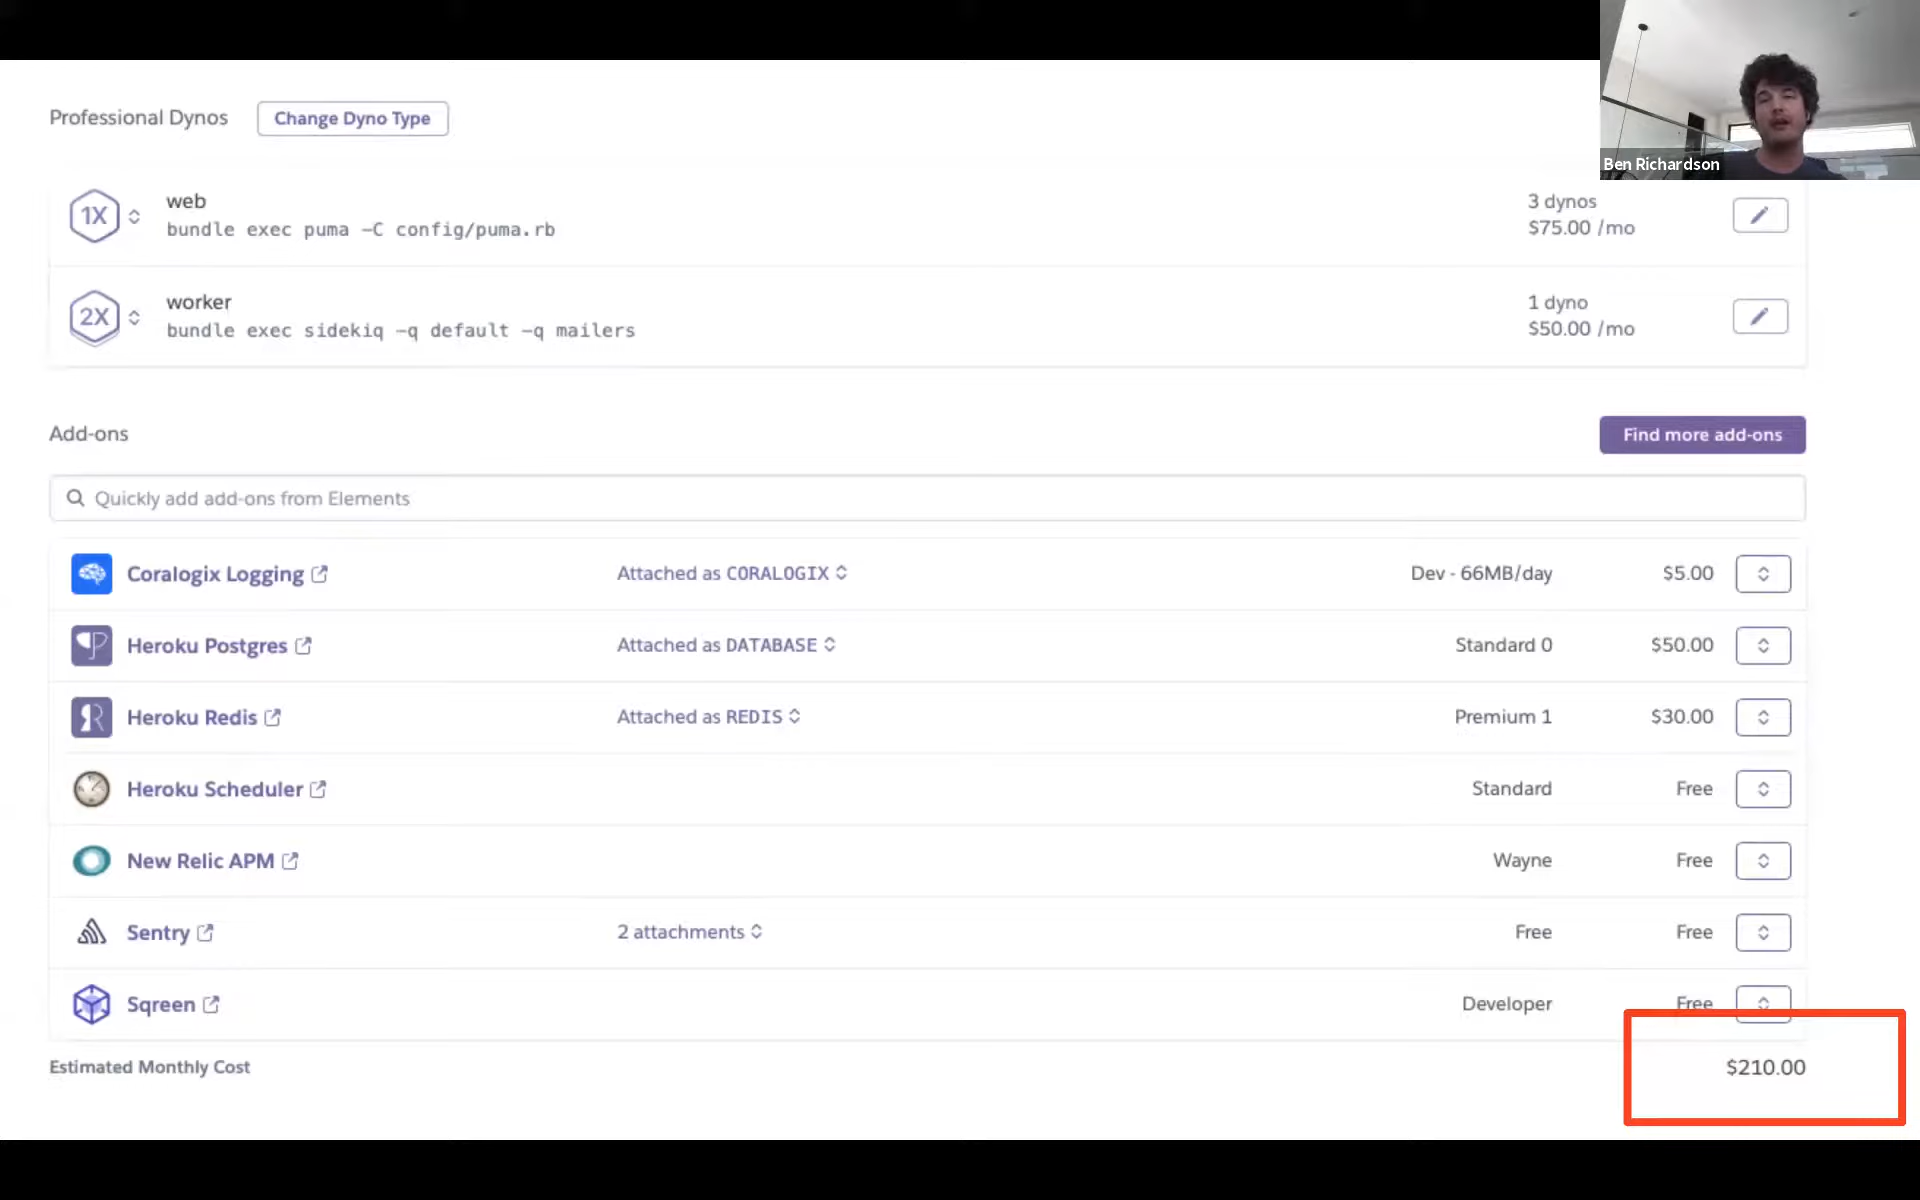 Ben Richardson
Professional Dynos
Change Dyno Type
1X
web
bundle exec puma -C config/puma.rb
3 dynos
$75.00 /mo
2X
worker
bundle exec sidekiq -q default -q mailers
1 dyno
$50.00 /mo
Add-ons
Find more add-ons
Quickly add add-ons from Elements
Coralogix Logging Attached as CORALOGIX Dev - 66MB/day $5.00
Heroku Postgres Attached as DATABASE Standard 0 $50.00
Heroku Redis Attached as REDIS Premium 1 $30.00
Heroku Scheduler Standard Free
New Relic APM Wayne Free
Sentry 2 attachments Free Free
Sqreen Developer Free
Estimated Monthly Cost $210.00